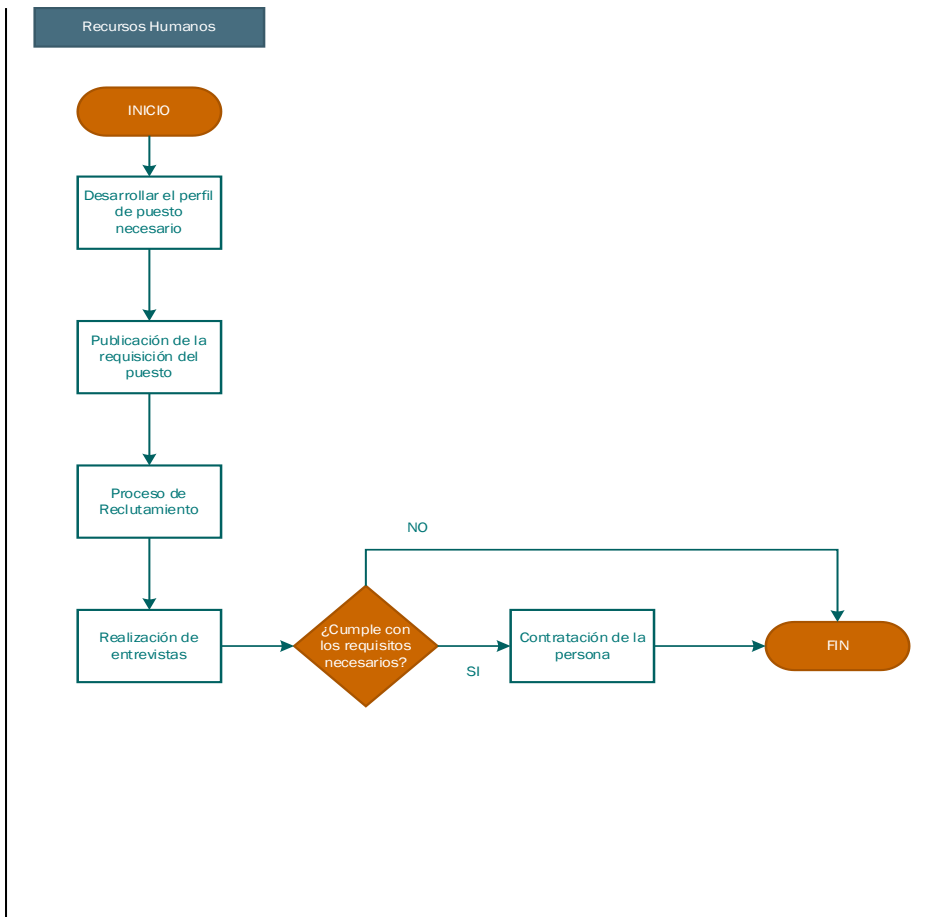 Recursos Humanos
INICIO
Desarrollar el perfil
de puesto
necesario
Publicación de la
requisición del
puesto
Proceso de
Reclutamiento
NO
Realización de
entrevistas
¿Cumple con
los requisitos
necesarios?
SI
Contratación de la
persona
FIN